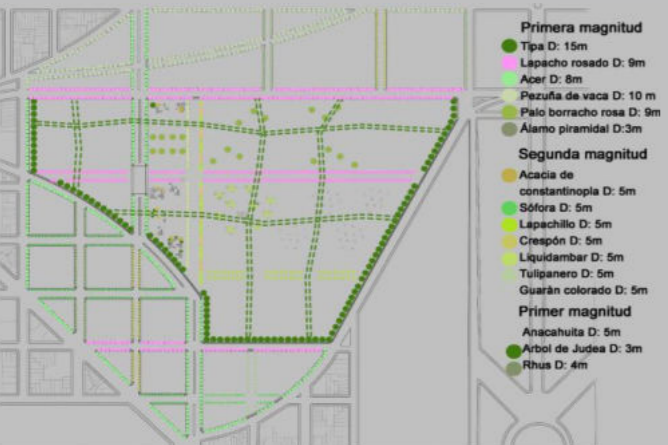 Primera magnitud
Tipa D: 15m
Lapacho rosado D: 9m
Acer D: 8m
Pezuña de vaca D: 10 m
Palo borracho rosa D: 9m
Álamo piramidal D:3m
Segunda magnitud
Acacia de
constantinopla D: 5m
Sófora D: 5m
Lapachillo D: 5m
Crespón D: 5m
Liquidambar D: 5m
Tulipanero D: 5m
Guarán colorado D: 5m
Primer magnitud
Anacahuita D: 5m
Arbol de Judea D: 3m
Rhus D: 4m